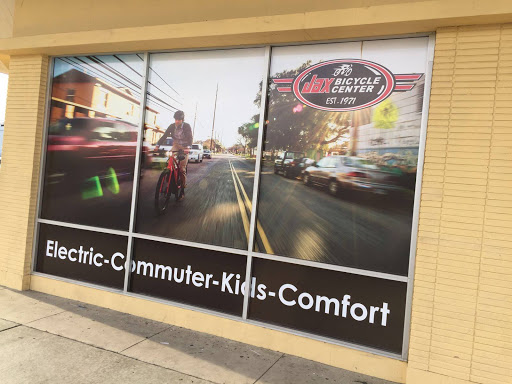 Jax BICYCLE
CENTER
EST. 1971
Electric-Commuter-Kids-Comfort